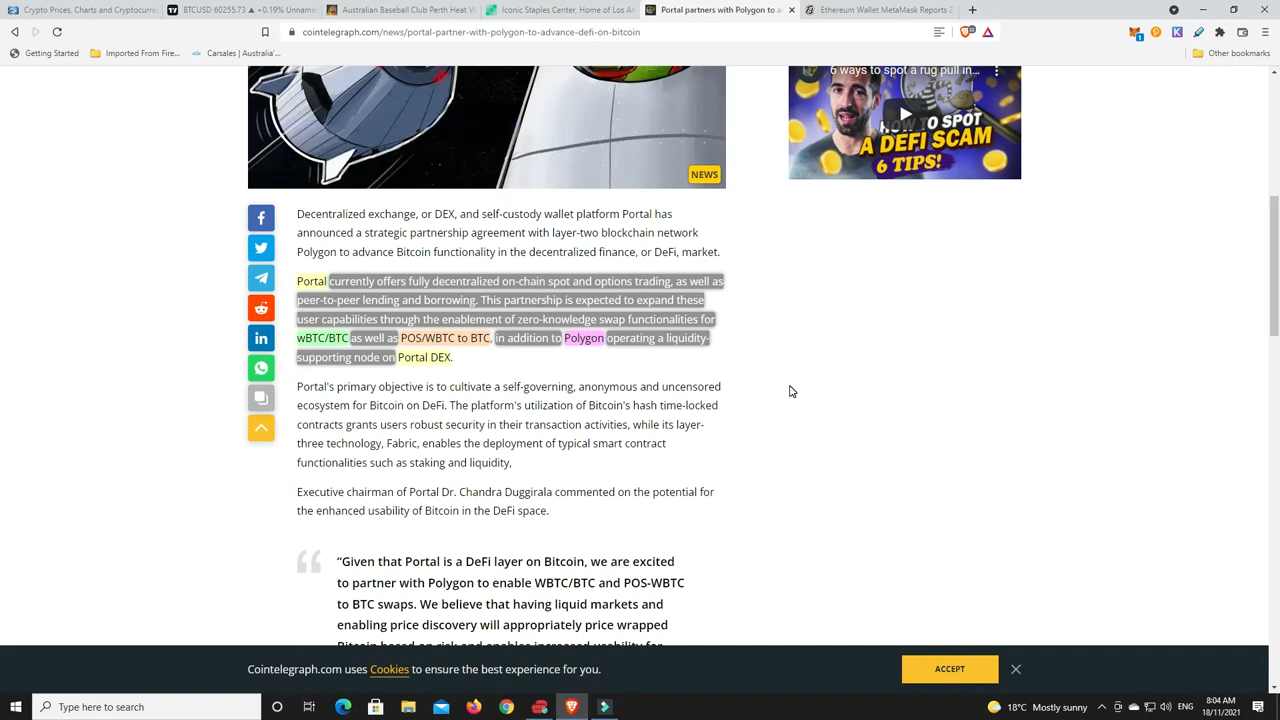 Crypto Prices, Charts and Cryptocurr
BTCUSD 60255.73 ▲ +0.19% Unname
Australian Baseball Club Perth Heat W
Iconic Staples Center, Home of Los An
Portal partners with Polygon to a
Ethereum Wallet MetaMask Reports 2
cointelegraph.com/news/portal-partner-with-polygon-to-advance-defi-on-bitcoin
Getting Started
Imported From Fire...
Carsales | Australia'...
Other bookmarks
6 ways to spot a rug pull in...
HOW TO SPOT
A DEFI SCAM
6 TIPS!
NEWS
Decentralized exchange, or DEX, and self-custody wallet platform Portal has
announced a strategic partnership agreement with layer-two blockchain network
Polygon to advance Bitcoin functionality in the decentralized finance, or DeFi, market.
Portal currently offers fully decentralized on-chain spot and options trading, as well as
peer-to-peer lending and borrowing. This partnership is expected to expand these
user capabilities through the enablement of zero-knowledge swap functionalities for
wBTC/BTC as well as POS/WBTC to BTC, in addition to Polygon operating a liquidity-
supporting node on Portal DEX.
Portal's primary objective is to cultivate a self-governing, anonymous and uncensored
ecosystem for Bitcoin on DeFi. The platform's utilization of Bitcoin's hash time-locked
contracts grants users robust security in their transaction activities, while its layer-
three technology, Fabric, enables the deployment of typical smart contract
functionalities such as staking and liquidity,
Executive chairman of Portal Dr. Chandra Duggirala commented on the potential for
the enhanced usability of Bitcoin in the DeFi space.
“Given that Portal is a DeFi layer on Bitcoin, we are excited
to partner with Polygon to enable WBTC/BTC and POS-WBTC
to BTC swaps. We believe that having liquid markets and
enabling price discovery will appropriately price wrapped
Bitcoin based on risk and enables increased usability for
Cointelegraph.com uses Cookies to ensure the best experience for you.
ACCEPT
Type here to search
18°C Mostly sunny
ENG
8:04 AM
18/11/2021